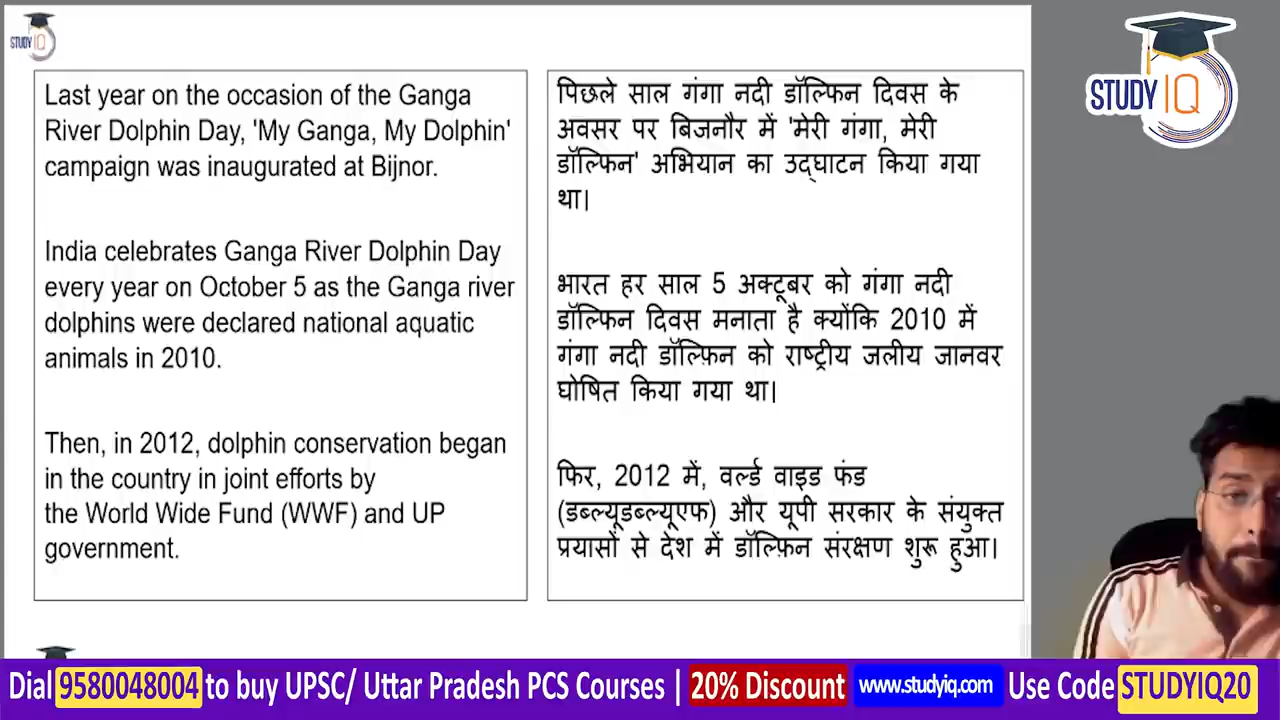 STUDY IQ
Last year on the occasion of the Ganga
River Dolphin Day, 'My Ganga, My Dolphin'
campaign was inaugurated at Bijnor.
India celebrates Ganga River Dolphin Day
every year on October 5 as the Ganga river
dolphins were declared national aquatic
animals in 2010.
Then, in 2012, dolphin conservation began
in the country in joint efforts by
the World Wide Fund (WWF) and UP
government.
पिछले साल गंगा नदी डॉल्फिन दिवस के
अवसर पर बिजनौर में 'मेरी गंगा, मेरी
डॉल्फिन' अभियान का उद्घाटन किया गया
था।
भारत हर साल 5 अक्टूबर को गंगा नदी
डॉल्फिन दिवस मनाता है क्योंकि 2010 में
गंगा नदी डॉल्फ़िन को राष्ट्रीय जलीय जानवर
घोषित किया गया था।
फिर, 2012 में, वर्ल्ड वाइड फंड
(डब्ल्यूडब्ल्यूएफ) और यूपी सरकार के संयुक्त
प्रयासों से देश में डॉल्फ़िन संरक्षण शुरू हुआ।
STUDY IQ
Dial 9580048004 to buy UPSC/ Uttar Pradesh PCS Courses | 20% Discount www.studyiq.com Use Code STUDYIQ20